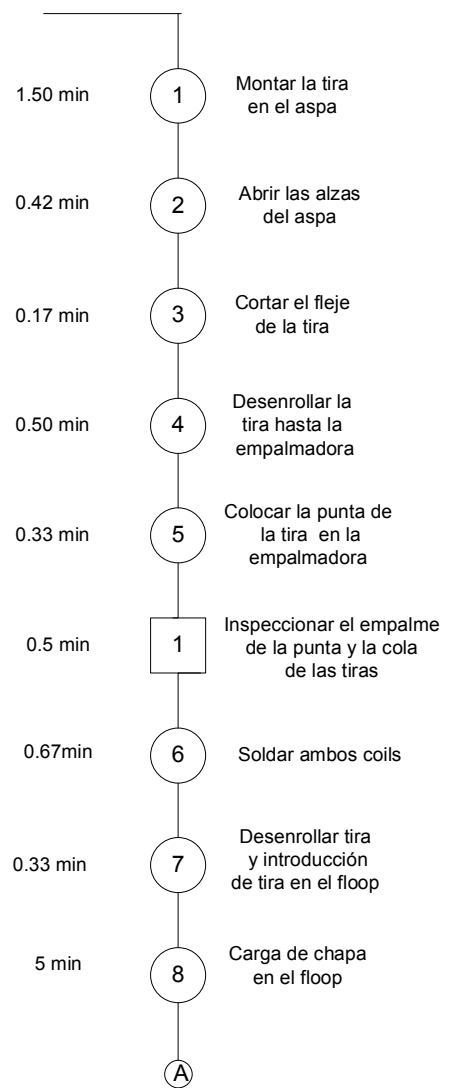 1.50 min
1
Montar la tira
en el aspa
0.42 min
2
Abrir las alzas
del aspa
0.17 min
3
Cortar el fleje
de la tira
0.50 min
4
Desenrollar la
tira hasta la
empalmadora
0.33 min
5
Colocar la punta de
la tira en la
empalmadora
0.5 min
1
Inspeccionar el empalme
de la punta y la cola
de las tiras
0.67min
6
Soldar ambos coils
0.33 min
7
Desenrollar tira
y introducción
de tira en el floop
5 min
8
Carga de chapa
en el floop
A